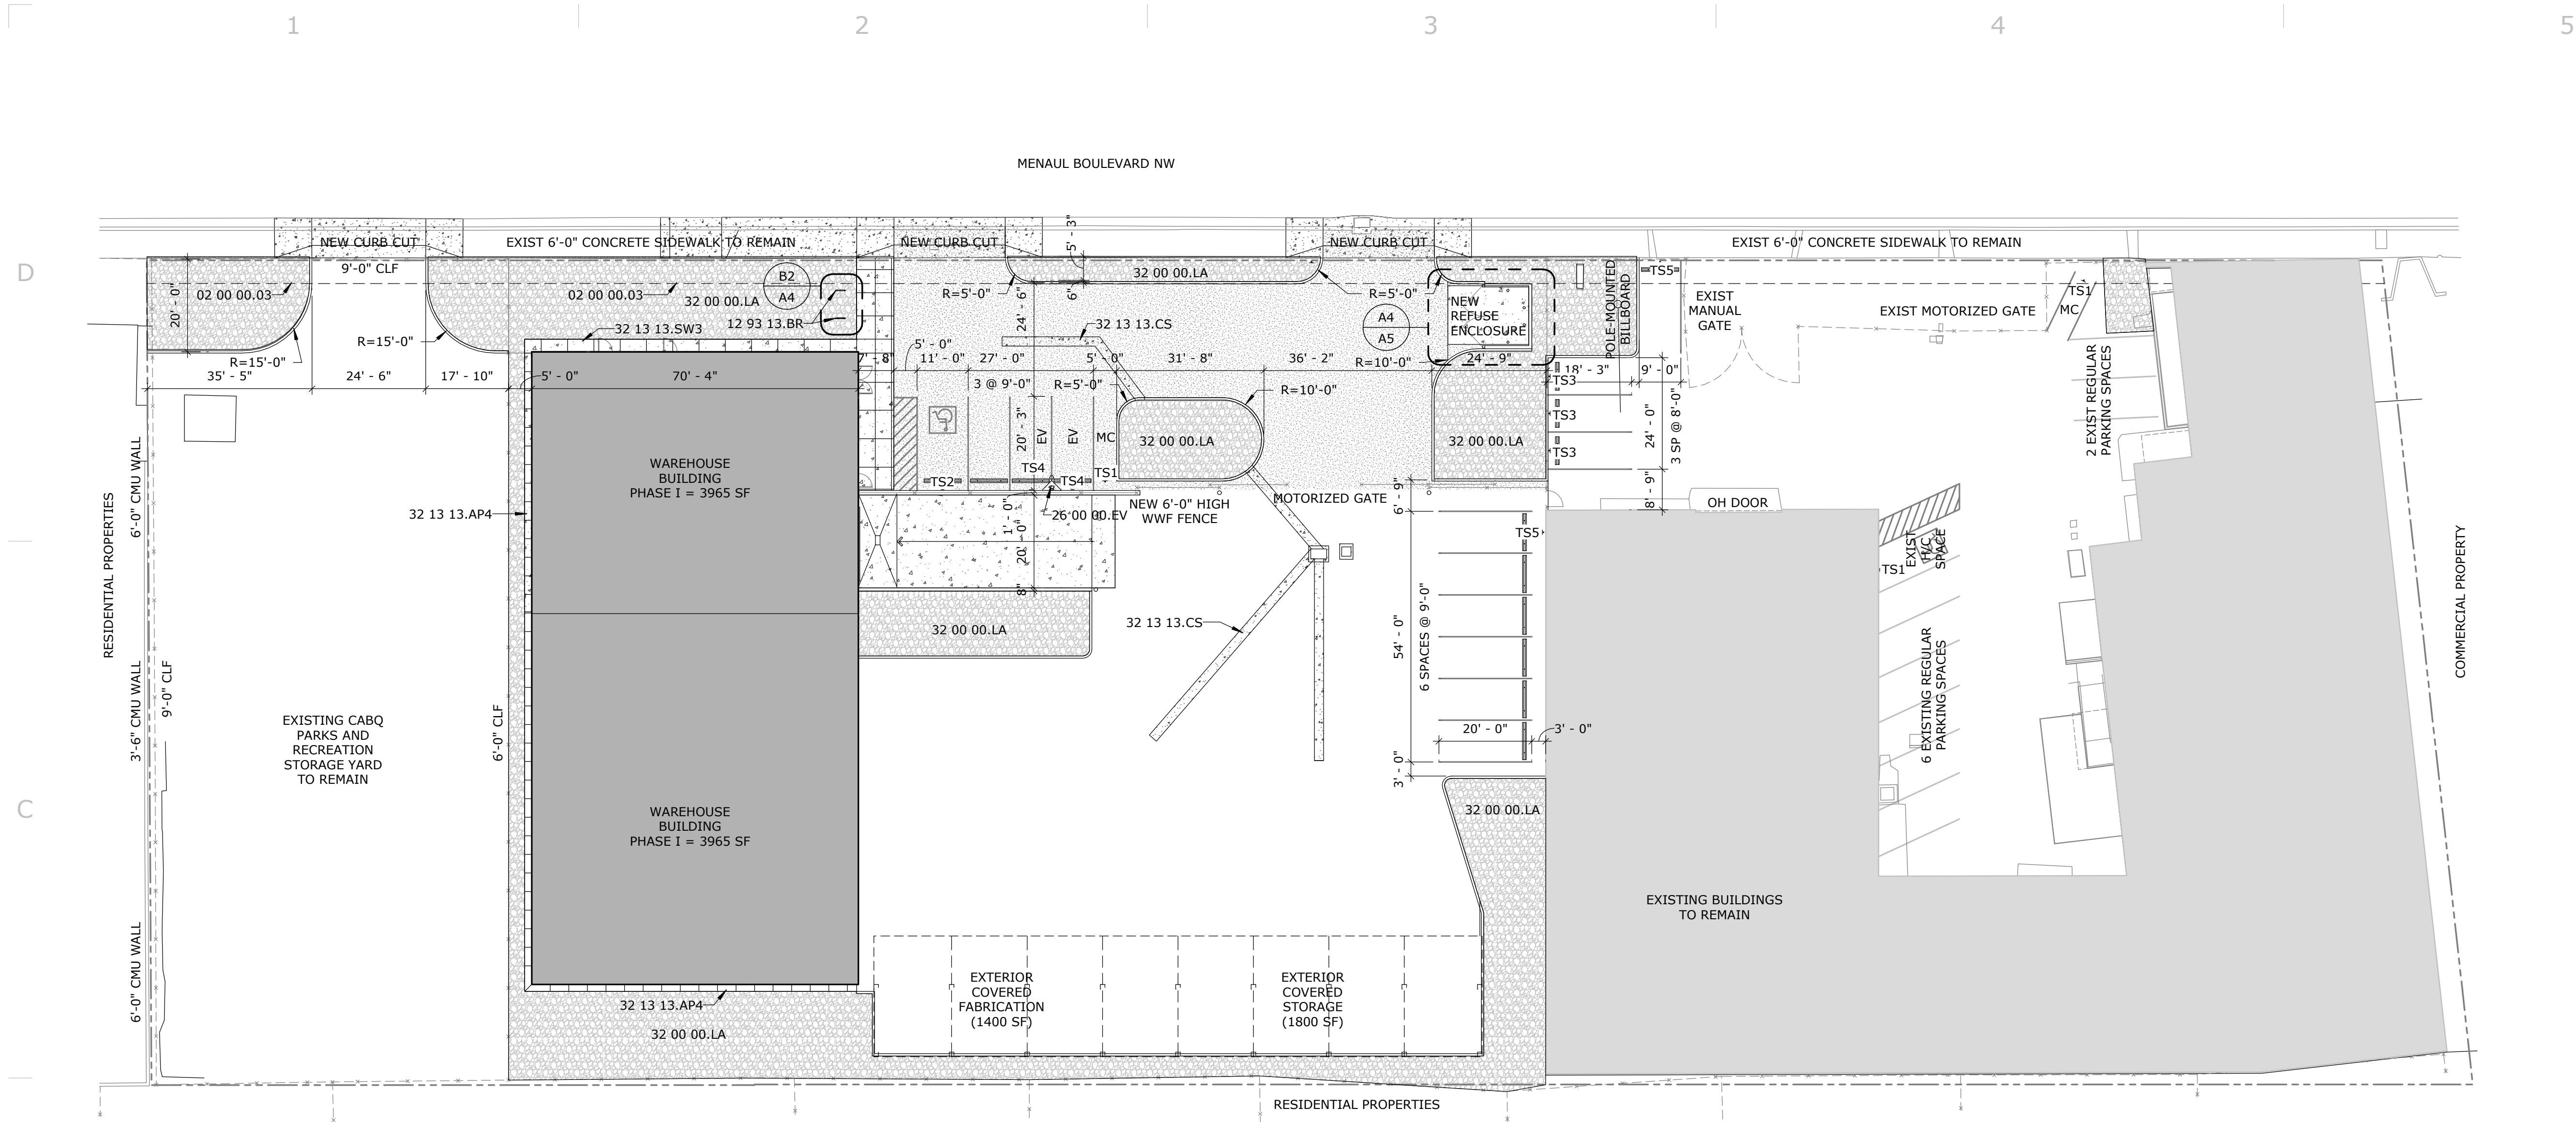 1
2
3
4
5
D
C
MENAUL BOULEVARD NW
NEW CURB CUT
EXIST 6'-0" CONCRETE SIDEWALK TO REMAIN
NEW CURB CUT
5' - 3"
NEW CURB CUT
EXIST 6'-0" CONCRETE SIDEWALK TO REMAIN
9'-0" CLF
02 00 00.03
20' - 0"
02 00 00.03
32 00 00.LA
B2
A4
12 93 13.BR
32 13 13.SW3
R=15'-0"
R=15'-0"
35' - 5"
24' - 6"
17' - 10"
5' - 0"
70' - 4"
7' - 8"
5' - 0"
11' - 0"
27' - 0"
5' - 0"
31' - 8"
36' - 2"
24' - 9"
18' - 3"
9' - 0"
32 00 00.LA
R=5'-0"
24' - 6"
6"
R=5'-0"
A4
A5
NEW
REFUSE
ENCLOSURE
R=10'-0"
32 13 13.CS
3 @ 9'-0"
R=5'-0"
R=10'-0"
20' - 3"
EV
EV
MC
TS1
TS2
TS4
TS4
26 00 00.EV
32 00 00.LA
32 00 00.LA
POLE-MOUNTED
BILLBOARD
TS5
TS3
TS3
TS3
24' - 0"
3 SP @ 8'-0"
8' - 9"
EXIST
MANUAL
GATE
EXIST MOTORIZED GATE
TS1
MC
2 EXIST REGULAR
PARKING SPACES
NEW 6'-0" HIGH
WWF FENCE
MOTORIZED GATE
6' - 9"
OH DOOR
TS5
1' - 0"
20' - 0"
8"
32 00 00.LA
32 13 13.CS
54' - 0"
6 SPACES @ 9'-0"
20' - 0"
3' - 0"
3' - 0"
32 00 00.LA
EXIST
H/C
SPACE
TS1
6 EXISTING REGULAR
PARKING SPACES
COMMERCIAL PROPERTY
RESIDENTIAL PROPERTIES
6'-0" CMU WALL
3'-6" CMU WALL
9'-0" CLF
6'-0" CMU WALL
6'-0" CLF
32 13 13.AP4
WAREHOUSE
BUILDING
PHASE I = 3965 SF
EXISTING CABQ
PARKS AND
RECREATION
STORAGE YARD
TO REMAIN
WAREHOUSE
BUILDING
PHASE I = 3965 SF
EXISTING BUILDINGS
TO REMAIN
EXTERIOR
COVERED
FABRICATION
(1400 SF)
EXTERIOR
COVERED
STORAGE
(1800 SF)
32 13 13.AP4
32 00 00.LA
RESIDENTIAL PROPERTIES